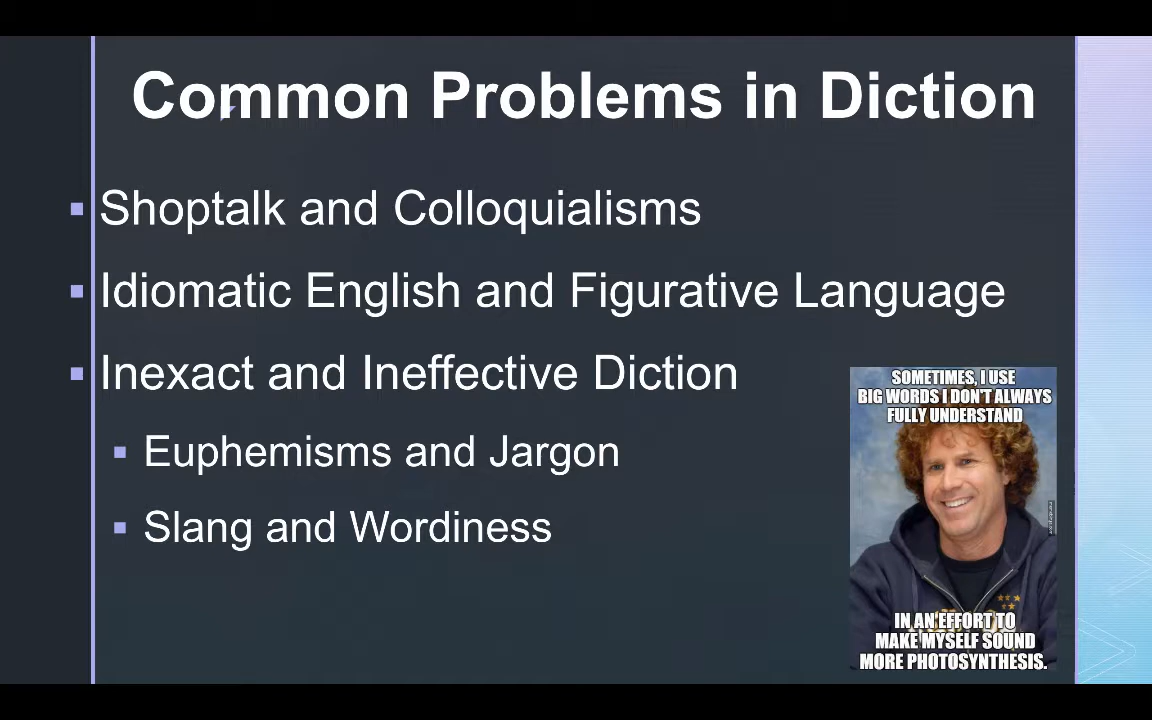 Common Problems in Diction
Shoptalk and Colloquialisms
Idiomatic English and Figurative Language
Inexact and Ineffective Diction
Euphemisms and Jargon
Slang and Wordiness
SOMETIMES, I USE
BIG WORDS I DON'T ALWAYS
FULLY UNDERSTAND
IN AN EFFORT TO
MAKE MYSELF SOUND
MORE PHOTOSYNTHESIS.